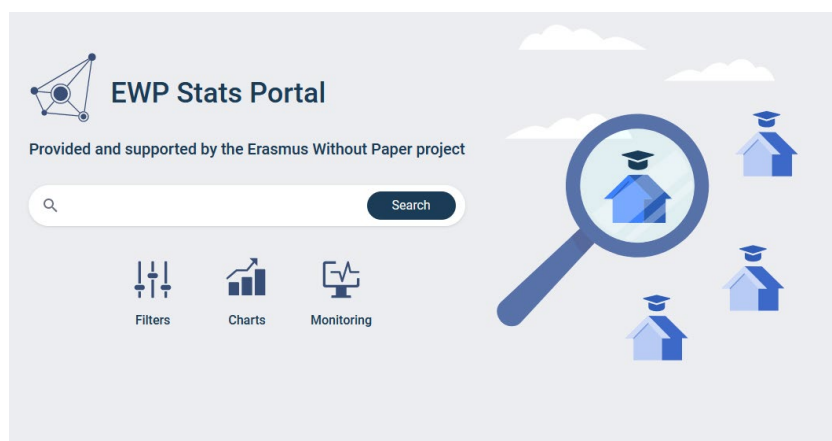 EWP Stats Portal
Provided and supported by the Erasmus Without Paper project
Search
Filters Charts Monitoring